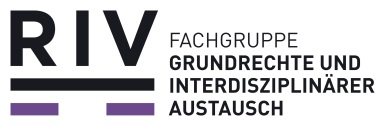 RIV
FACHGRUPPE
GRUNDRECHTE UND
INTERDISZIPLINÄRER
AUSTAUSCH